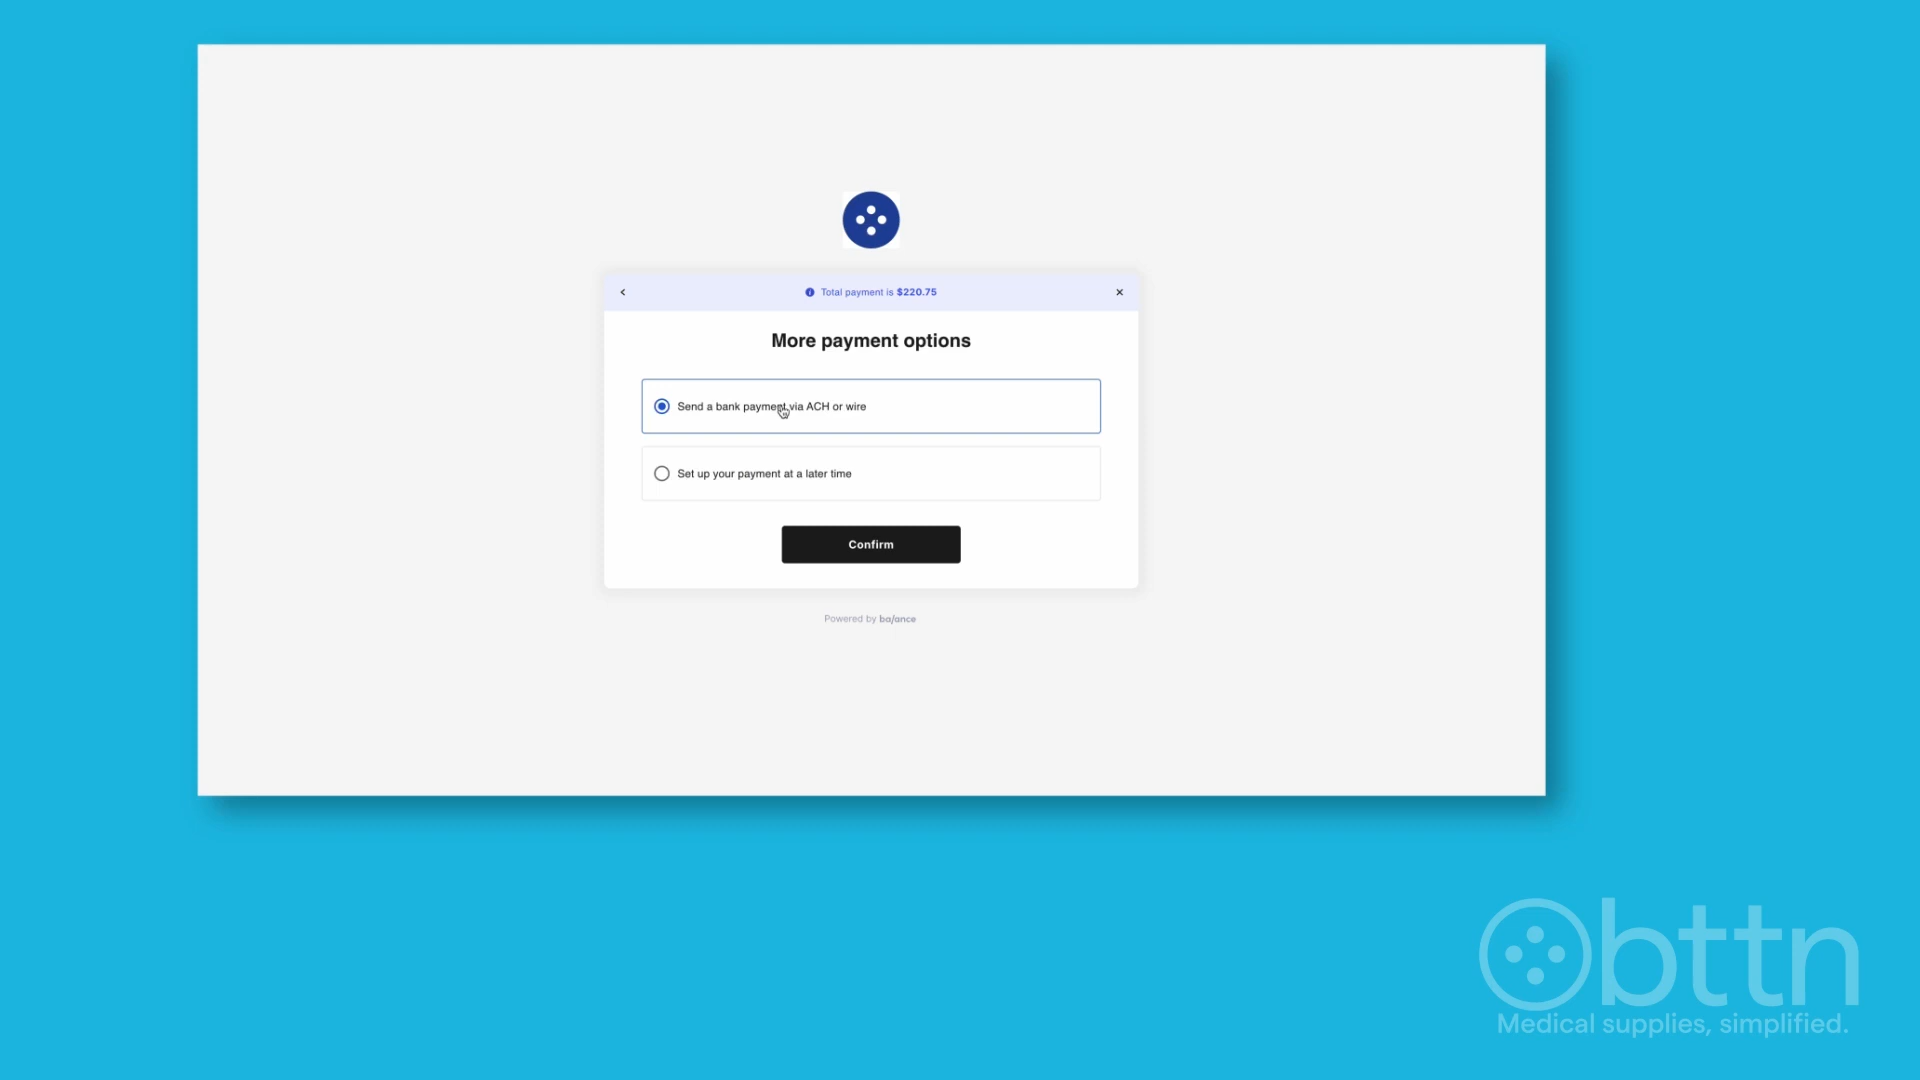 Total payment is $220.75
More payment options
Send a bank payment via ACH or wire
Set up your payment at a later time
Confirm
Powered by balance
bttn
Medical supplies, simplified.